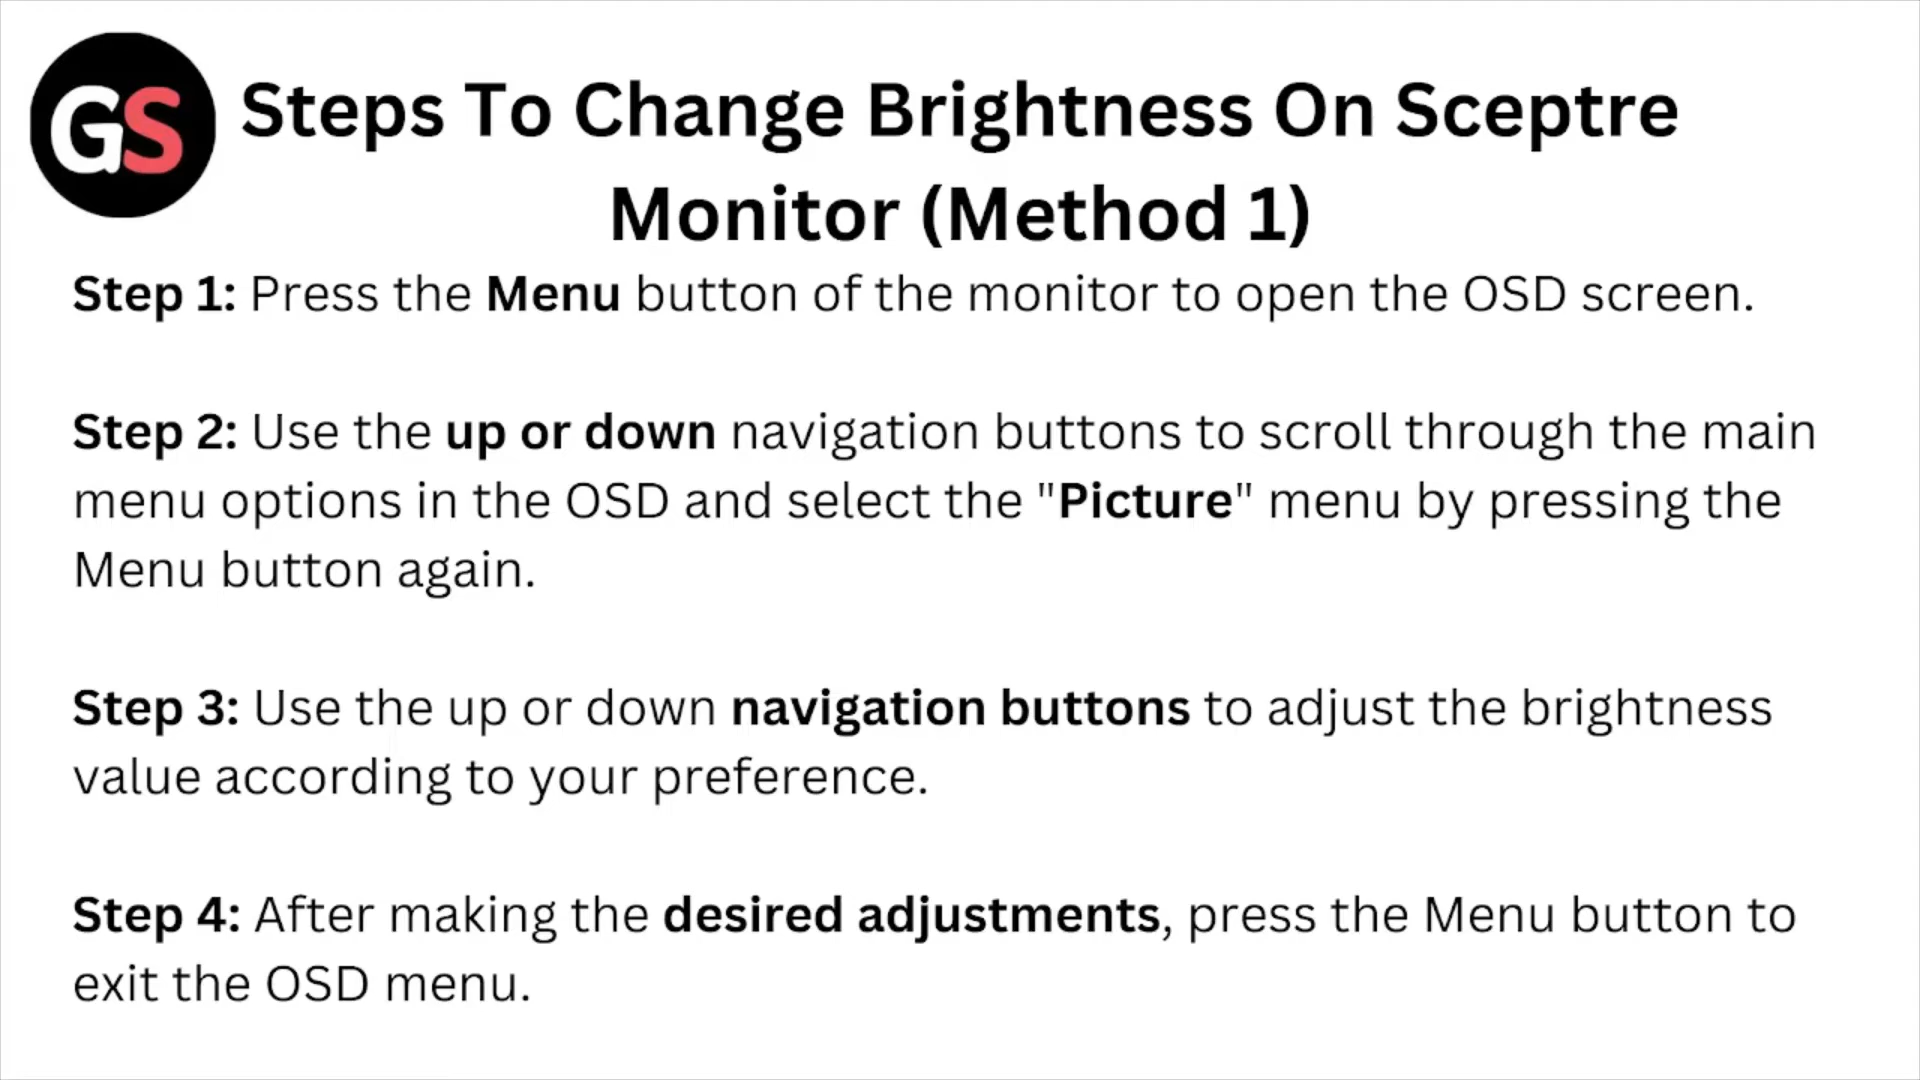 GS
Steps To Change Brightness On Sceptre
Monitor (Method 1)
Step 1: Press the Menu button of the monitor to open the OSD screen.
Step 2: Use the up or down navigation buttons to scroll through the main
menu options in the OSD and select the "Picture" menu by pressing the
Menu button again.
Step 3: Use the up or down navigation buttons to adjust the brightness
value according to your preference.
Step 4: After making the desired adjustments, press the Menu button to
exit the OSD menu.